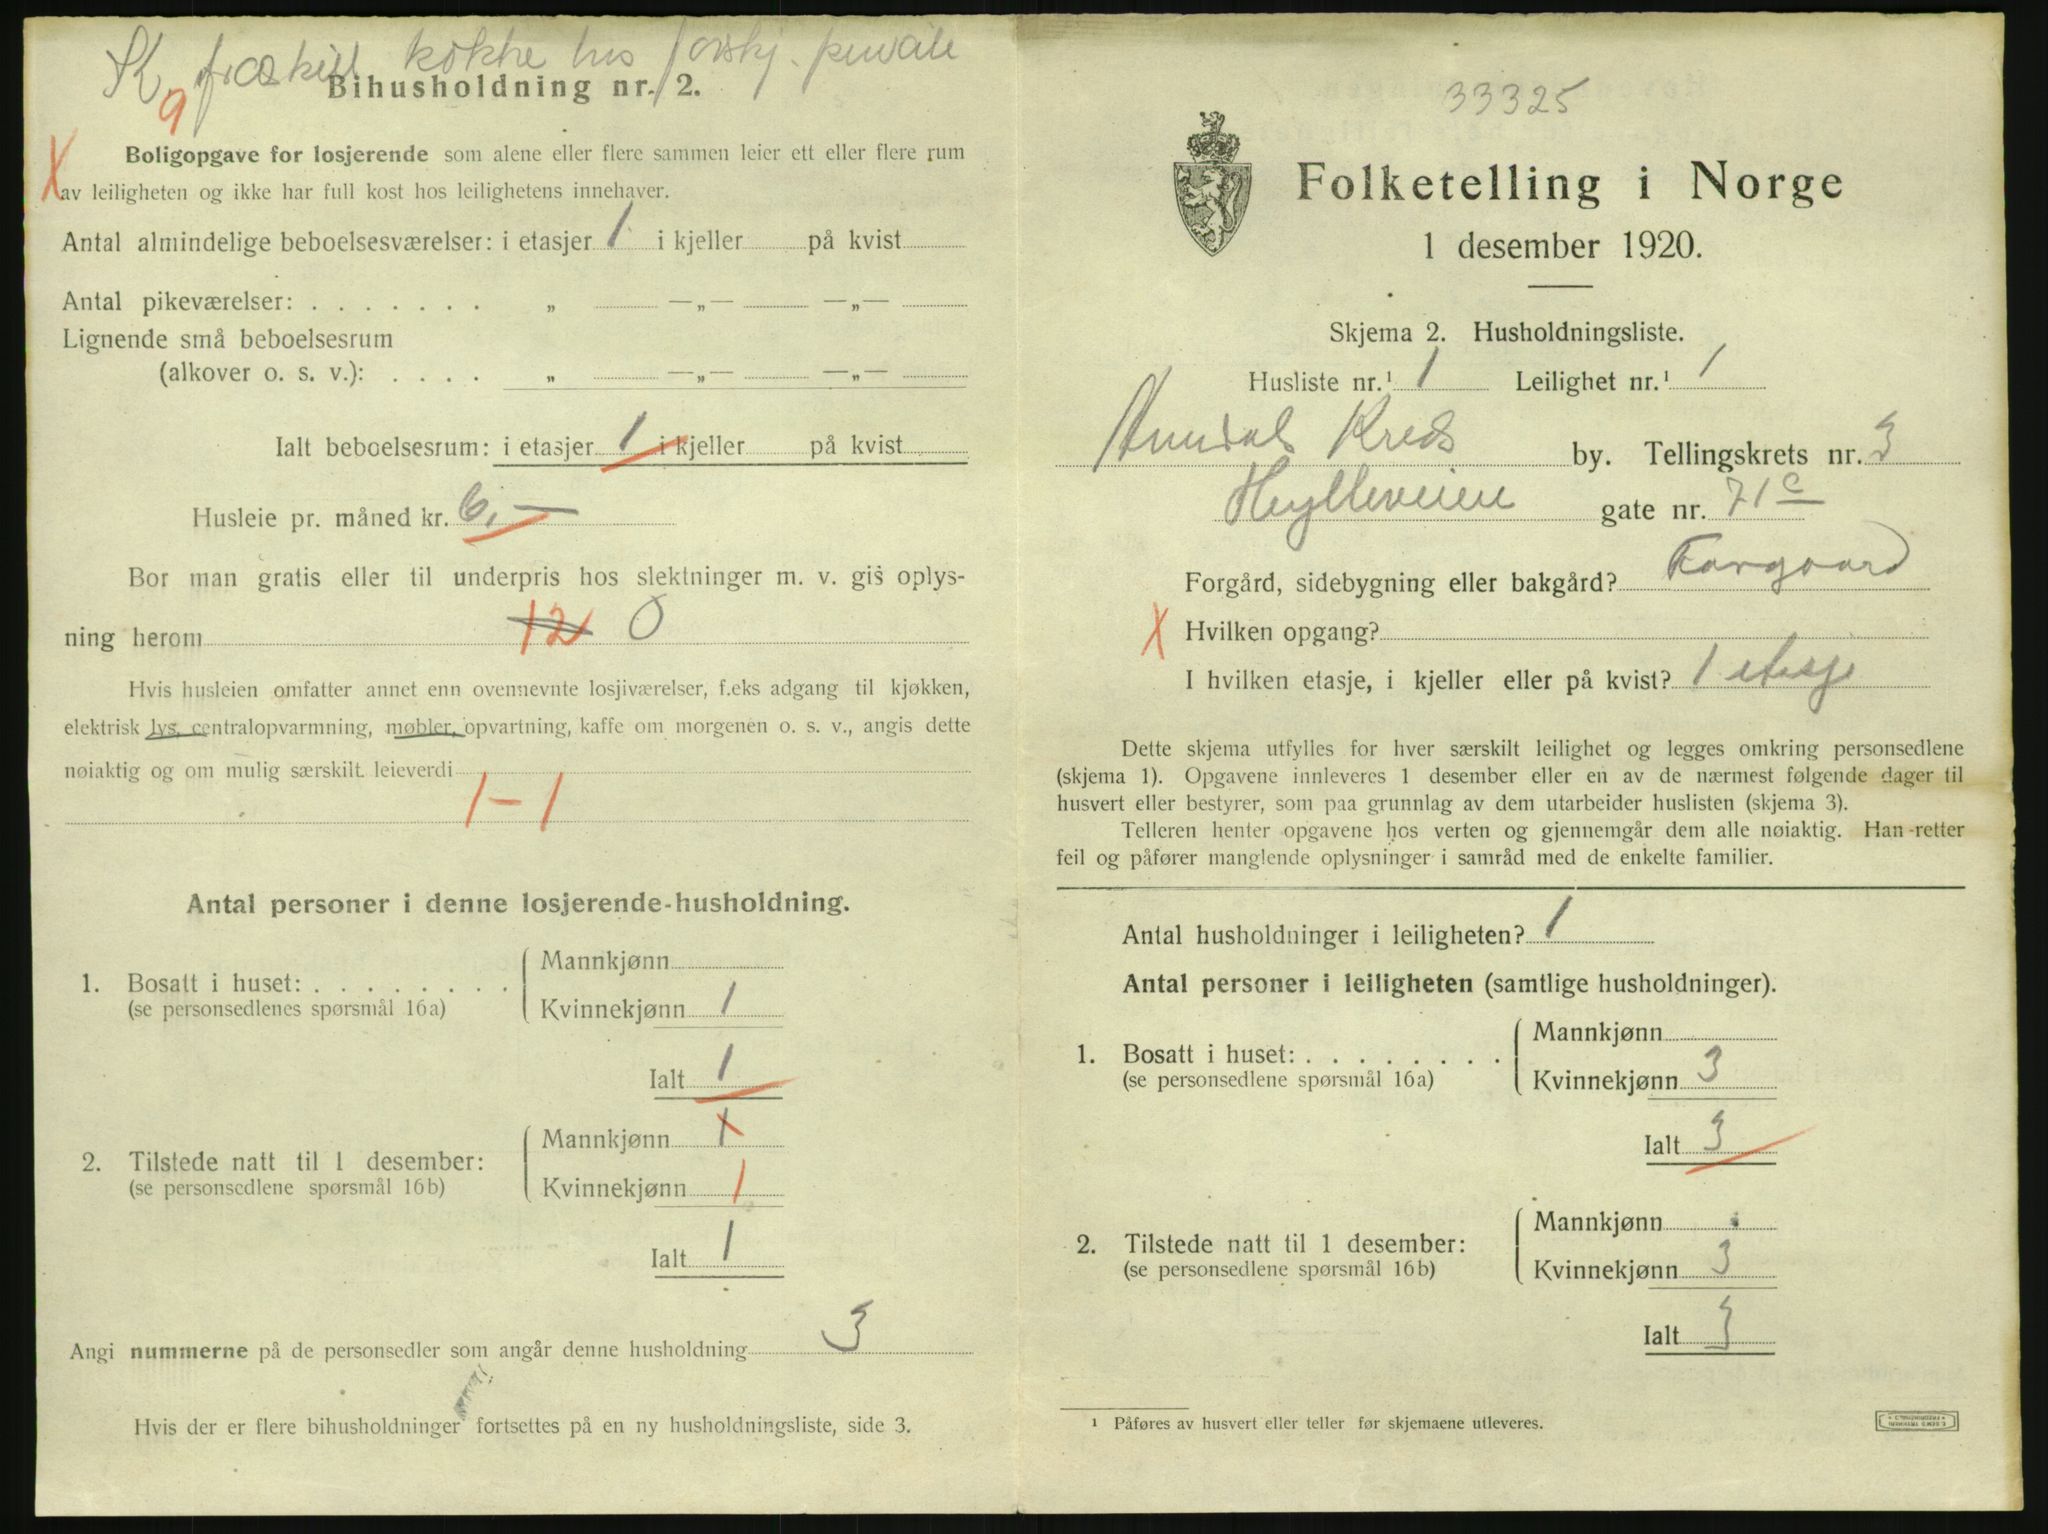 fraskilt kokke hos forskj. private
9
Bihusholdning nr. 2.
X
Boligopgave for losjerende som alene eller flere sammen leier ett eller flere rum
av leiligheten og ikke har full kost hos leilighetens innehaver.
Antal almindelige beboelsesværelser: i etasjer 1 i kjeller på kvist
Antal pikeværelser: . . . . . . . „ —„— —„—
Lignende små beboelsesrum
(alkover o. s. v.): . . . . „ —„— —„—
Ialt beboelsesrum: i etasjer 1 i kjeller på kvist
Husleie pr. måned kr. 6,—
Bor man gratis eller til underpris hos slektninger m. v. gis oplys-
ning herom 12 0
Hvis husleien omfatter annet enn ovennevnte losjiværelser, f.eks adgang til kjøkken,
elektrisk lys, centralopvarmning, møbler, opvartning, kaffe om morgenen o. s. v., angis dette
nøiaktig og om mulig særskilt leieverdi
1-1
Antal personer i denne losjerende-husholdning.
1. Bosatt i huset: . . . . . . . . Mannkjønn
(se personsedlenes spørsmål 16a) Kvinnekjønn 1
Ialt 1
2. Tilstede natt til 1 desember: Mannkjønn 1
(se personsedlene spørsmål 16b) Kvinnekjønn 1
Ialt 1
Angi nummerne på de personsedler som angår denne husholdning 3
Hvis der er flere bihusholdninger fortsettes på en ny husholdningsliste, side 3.
33325
Folketelling i Norge
1 desember 1920.
Skjema 2. Husholdningsliste.
Husliste nr.¹ 1 Leilighet nr.¹ 1
Kreds by. Tellingskrets nr. 3
Hylleveien gate nr. 71c
Forgård, sidebygning eller bakgård? Forgaard
X Hvilken opgang?
I hvilken etasje, i kjeller eller på kvist? 1 etasje
Dette skjema utfylles for hver særskilt leilighet og legges omkring personsedlene
(skjema 1). Opgavene innleveres 1 desember eller en av de nærmest følgende dager til
husvert eller bestyrer, som paa grunnlag av dem utarbeider huslisten (skjema 3).
Telleren henter opgavene hos verten og gjennemgår dem alle nøiaktig. Han retter
feil og påfører manglende oplysninger i samråd med de enkelte familier.
Antal husholdninger i leiligheten? 1
Antal personer i leiligheten (samtlige husholdninger).
1. Bosatt i huset: . . . . . . . . Mannkjønn
(se personsedlene spørsmål 16a) Kvinnekjønn 3
Ialt 3
2. Tilstede natt til 1 desember: Mannkjønn
(se personsedlene spørsmål 16b) Kvinnekjønn 3
Ialt 3
¹ Påføres av husvert eller teller før skjemaene utleveres.